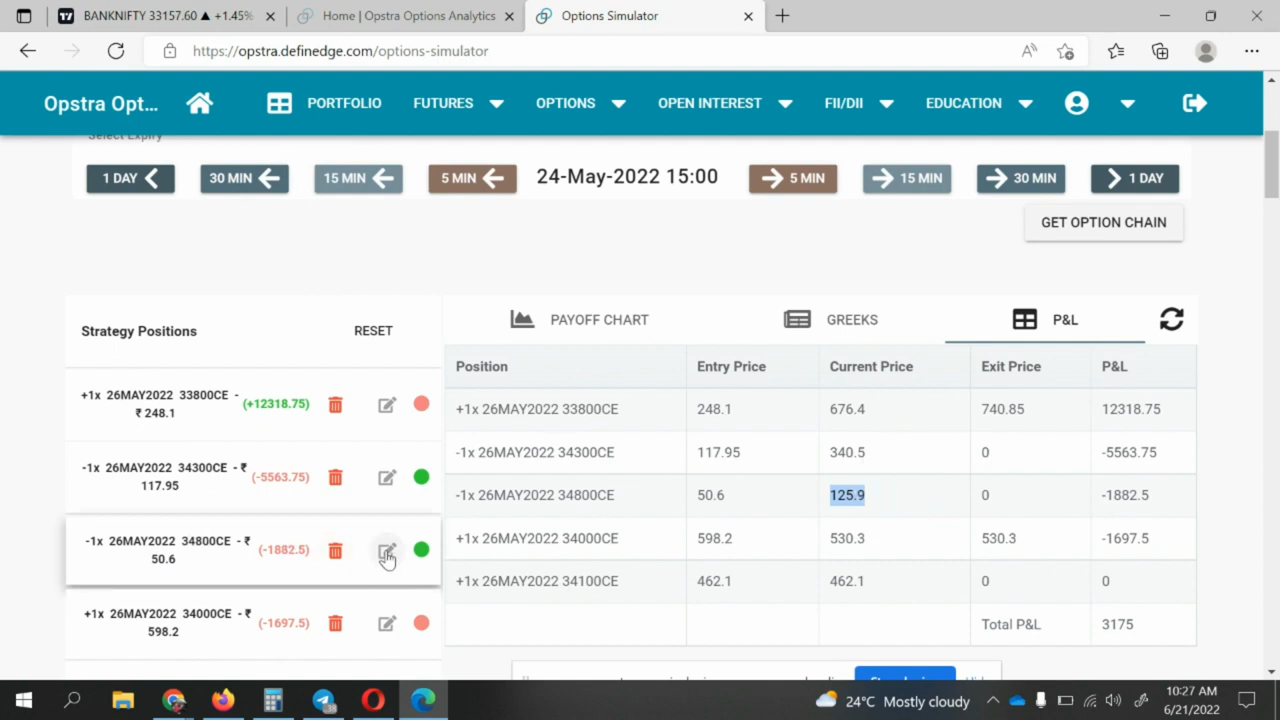 BANKNIFTY 33157.60 ▲ +1.45%
Home | Opstra Options Analytics
Options Simulator
https://opstra.definedge.com/options-simulator
Opstra Opt...
PORTFOLIO
FUTURES
OPTIONS
OPEN INTEREST
FII/DII
EDUCATION
Select Expiry
1 DAY
30 MIN
15 MIN
5 MIN
24-May-2022 15:00
5 MIN
15 MIN
30 MIN
1 DAY
GET OPTION CHAIN
Strategy Positions
RESET
+1x 26MAY2022 33800CE -
₹ 248.1
(+12318.75)
-1x 26MAY2022 34300CE - ₹
117.95
(-5563.75)
-1x 26MAY2022 34800CE - ₹
50.6
(-1882.5)
+1x 26MAY2022 34000CE - ₹
598.2
(-1697.5)
PAYOFF CHART
GREEKS
P&L
Position Entry Price Current Price Exit Price P&L
+1x 26MAY2022 33800CE 248.1 676.4 740.85 12318.75
-1x 26MAY2022 34300CE 117.95 340.5 0 -5563.75
-1x 26MAY2022 34800CE 50.6 125.9 0 -1882.5
+1x 26MAY2022 34000CE 598.2 530.3 530.3 -1697.5
+1x 26MAY2022 34100CE 462.1 462.1 0 0
Total P&L 3175
24°C Mostly cloudy
10:27 AM
6/21/2022